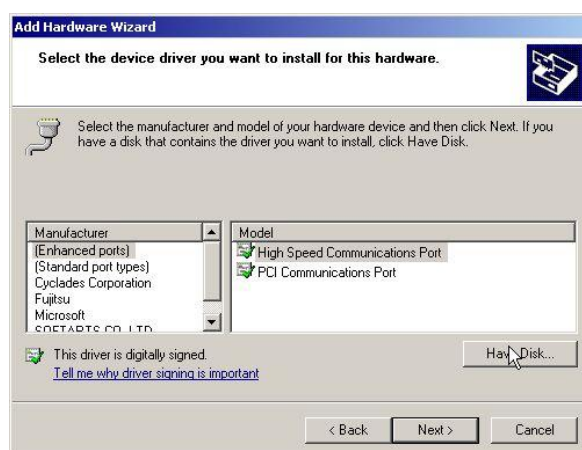 Add Hardware Wizard
Select the device driver you want to install for this hardware.
Select the manufacturer and model of your hardware device and then click Next. If you
have a disk that contains the driver you want to install, click Have Disk.
Manufacturer
(Enhanced ports)
(Standard port types)
Cyclades Corporation
Fujitsu
Microsoft
SOFTARTS CO., LTD
Model
High Speed Communications Port
PCI Communications Port
This driver is digitally signed.
Tell me why driver signing is important
Have Disk...
< Back
Next >
Cancel